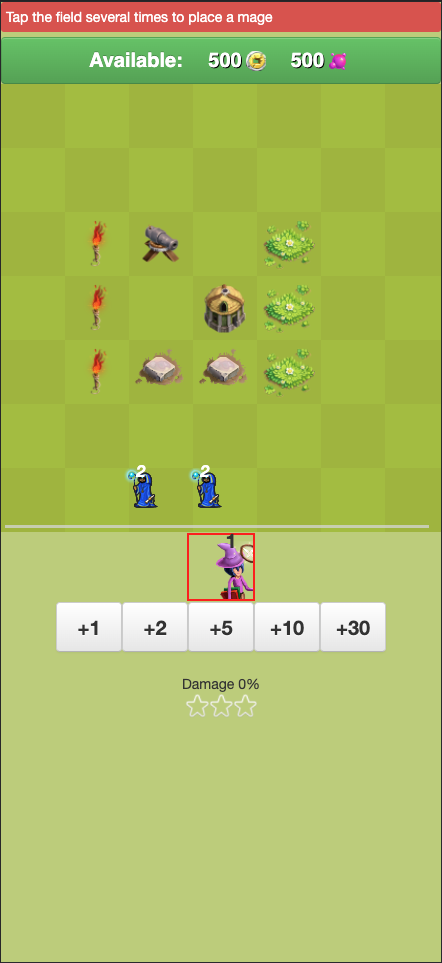 Tap the field several times to place a mage
Available: 500 500
2 2
1
+1 +2 +5 +10 +30
Damage 0%